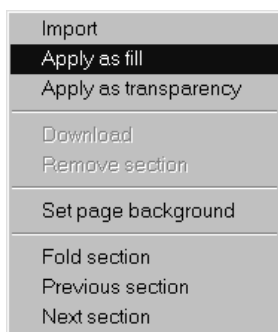 Import
Apply as fill
Apply as transparency
Download
Remove section
Set page background
Fold section
Previous section
Next section